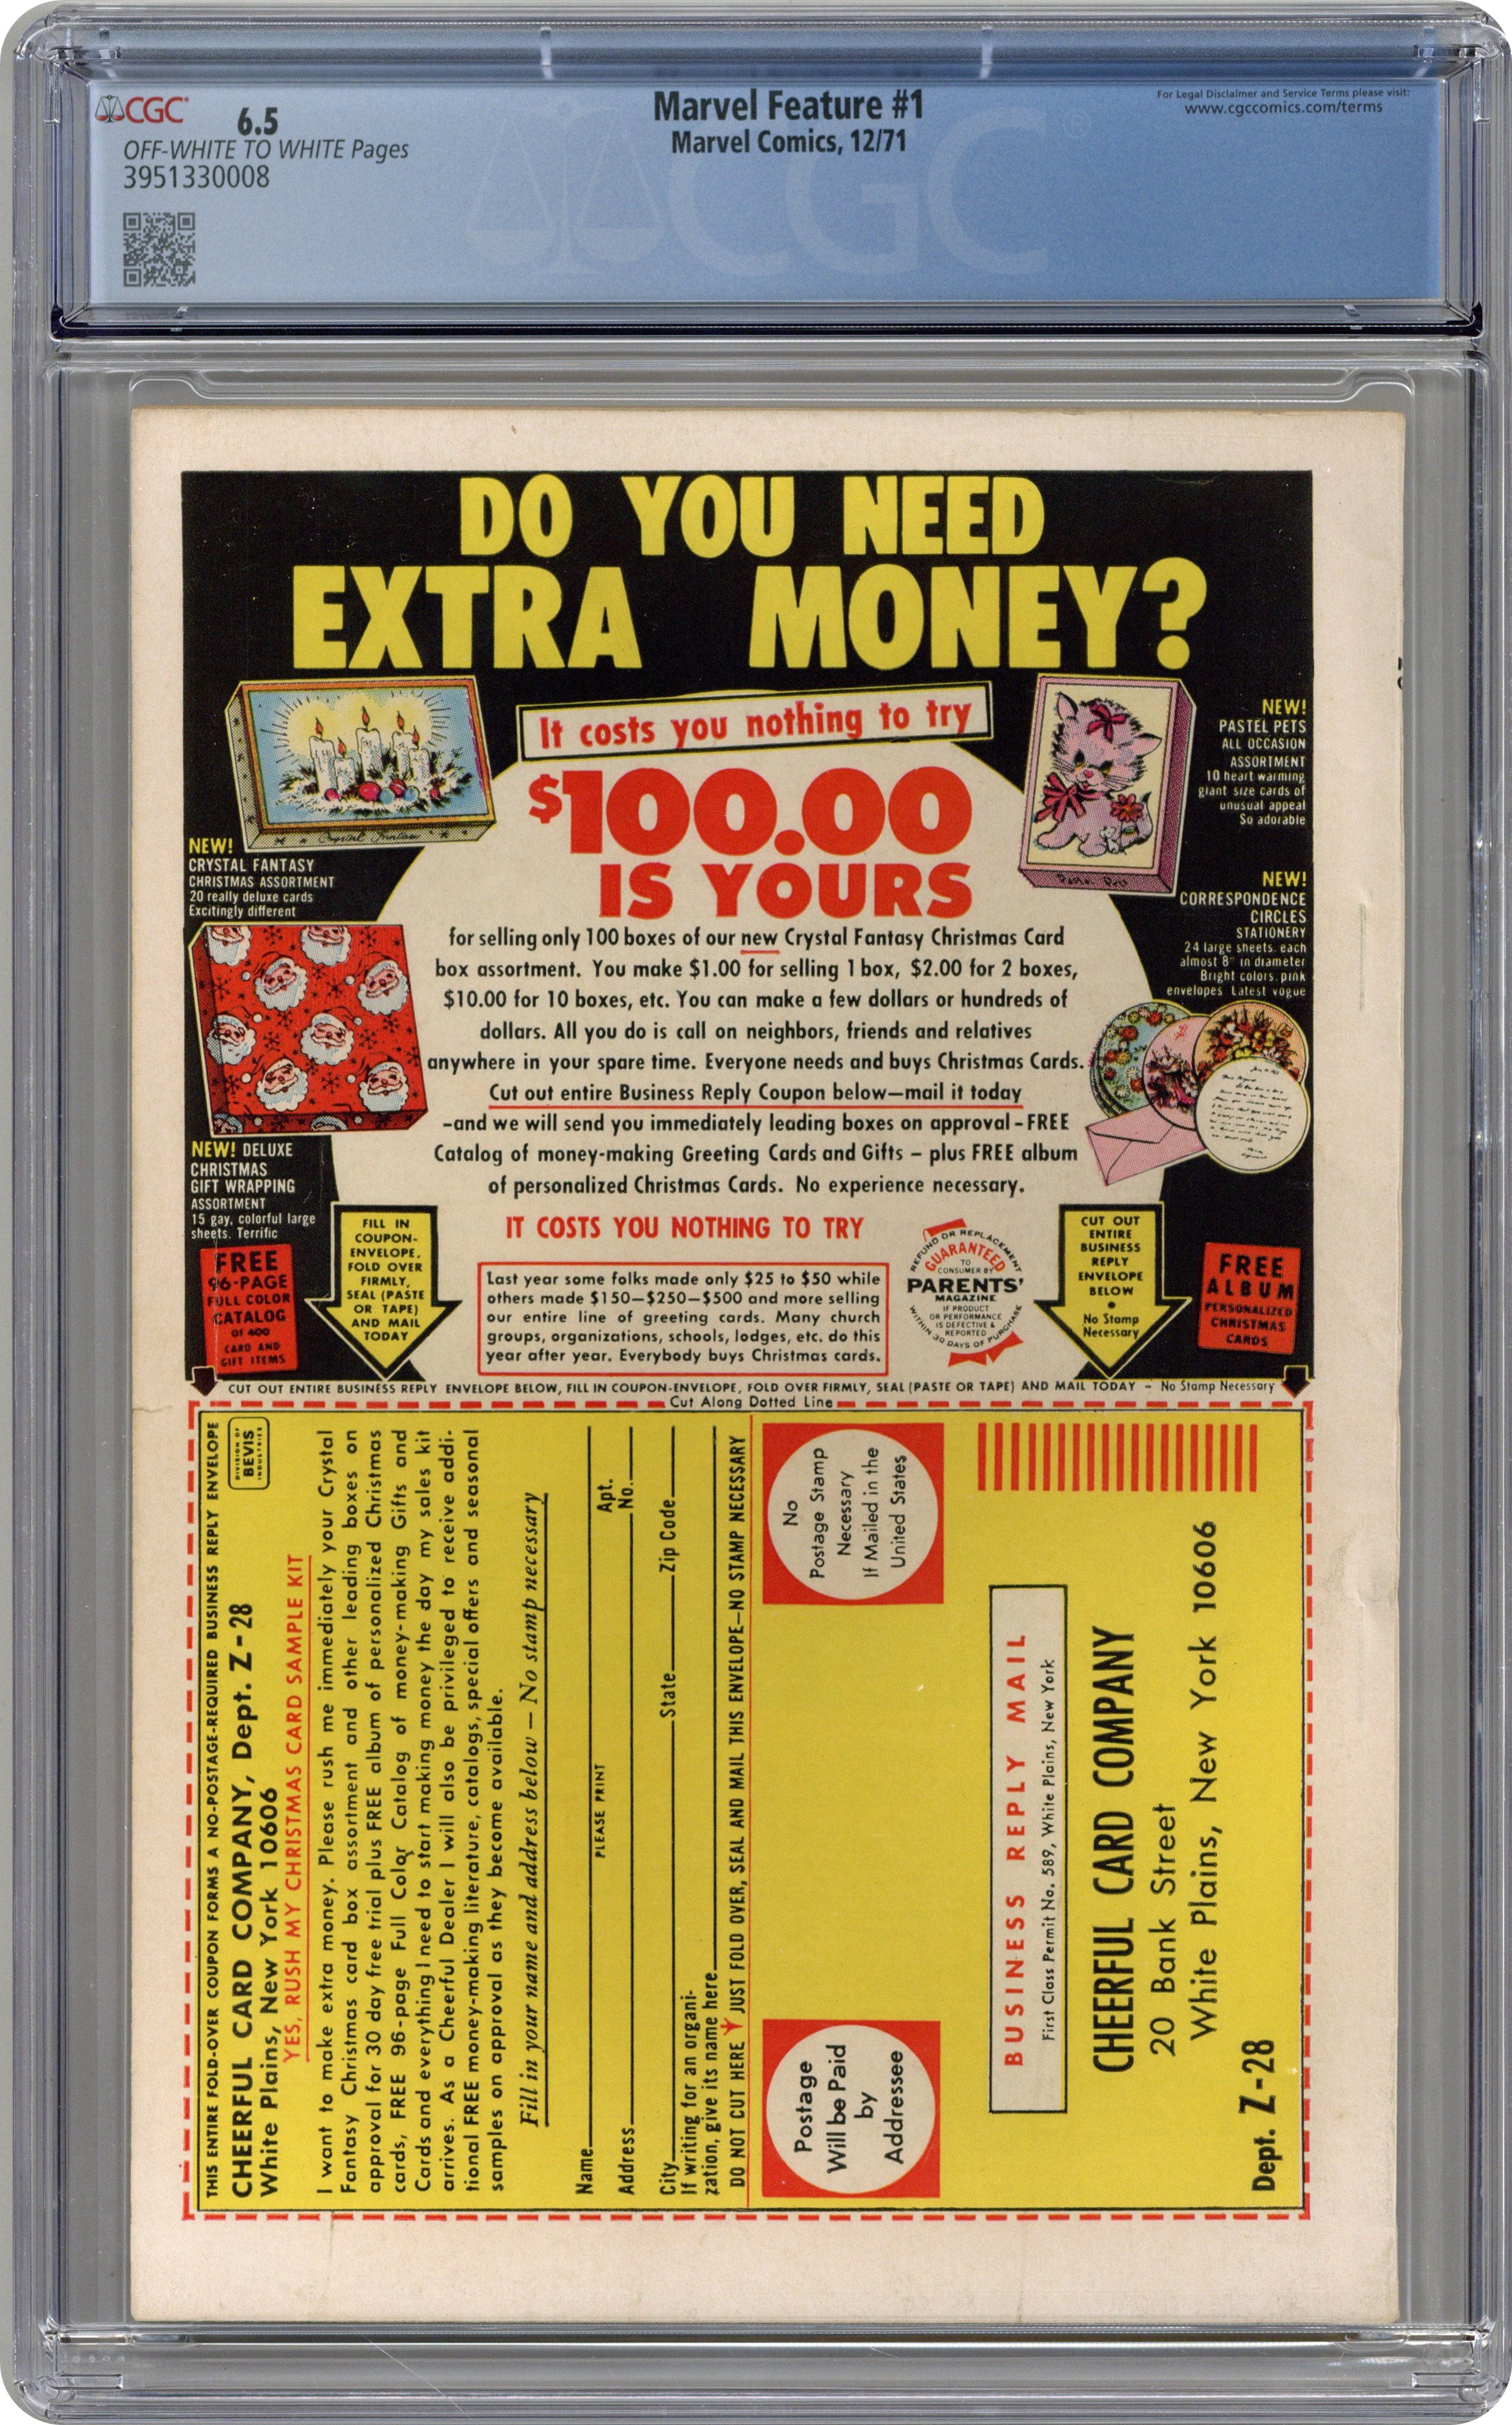 CGC
6.5
OFF-WHITE TO WHITE Pages
3951330008
Marvel Feature #1
Marvel Comics, 12/71
For Legal Disclaimer and Service Terms please visit:
www.cgccomics.com/terms
CGC
DO YOU NEED
EXTRA MONEY?
It costs you nothing to try
$100.00
IS YOURS
for selling only 100 boxes of our new Crystal Fantasy Christmas Card
box assortment. You make $1.00 for selling 1 box, $2.00 for 2 boxes,
$10.00 for 10 boxes, etc. You can make a few dollars or hundreds of
dollars. All you do is call on neighbors, friends and relatives
anywhere in your spare time. Everyone needs and buys Christmas Cards.
Cut out entire Business Reply Coupon below—mail it today
–and we will send you immediately leading boxes on approval – FREE
Catalog of money-making Greeting Cards and Gifts – plus FREE album
of personalized Christmas Cards. No experience necessary.
IT COSTS YOU NOTHING TO TRY
Crystal Fantasy
NEW!
CRYSTAL FANTASY
CHRISTMAS ASSORTMENT
20 really deluxe cards
Excitingly different
NEW! DELUXE
CHRISTMAS
GIFT WRAPPING
ASSORTMENT
15 gay, colorful large
sheets. Terrific
FREE
96-PAGE
FULL COLOR
CATALOG
OF 400
CARD AND
GIFT ITEMS
FILL IN
COUPON-
ENVELOPE,
FOLD OVER
FIRMLY,
SEAL (PASTE
OR TAPE)
AND MAIL
TODAY
Last year some folks made only $25 to $50 while
others made $150—$250—$500 and more selling
our entire line of greeting cards. Many church
groups, organizations, schools, lodges, etc. do this
year after year. Everybody buys Christmas cards.
REFUND OR REPLACEMENT
GUARANTEED
TO
CONSUMER BY
PARENTS'
MAGAZINE
IF PRODUCT
OR PERFORMANCE
IS DEFECTIVE &
REPORTED
WITHIN 30 DAYS OF PURCHASE
NEW!
PASTEL PETS
ALL OCCASION
ASSORTMENT
10 heart warming
giant size cards of
unusual appeal
So adorable
NEW!
CORRESPONDENCE
CIRCLES
STATIONERY
24 large sheets, each
almost 8" in diameter
Bright colors, pink
envelopes Latest vogue
CUT OUT
ENTIRE
BUSINESS
REPLY
ENVELOPE
BELOW
•
No Stamp
Necessary
FREE
ALBUM
PERSONALIZED
CHRISTMAS
CARDS
CUT OUT ENTIRE BUSINESS REPLY ENVELOPE BELOW, FILL IN COUPON-ENVELOPE, FOLD OVER FIRMLY, SEAL (PASTE OR TAPE) AND MAIL TODAY – No Stamp Necessary
Cut Along Dotted Line
THIS ENTIRE FOLD-OVER COUPON FORMS A NO-POSTAGE-REQUIRED BUSINESS REPLY ENVELOPE
CHEERFUL CARD COMPANY, Dept. Z-28
White Plains, New York 10606
DIVISION OF
BEVIS
INDUSTRIES
YES, RUSH MY CHRISTMAS CARD SAMPLE KIT
I want to make extra money. Please rush me immediately your Crystal
Fantasy Christmas card box assortment and other leading boxes on
approval for 30 day free trial plus FREE album of personalized Christmas
cards, FREE 96-page Full Color Catalog of money-making Gifts and
Cards and everything I need to start making money the day my sales kit
arrives. As a Cheerful Dealer I will also be privileged to receive addi-
tional FREE money-making literature, catalogs, special offers and seasonal
samples on approval as they become available.
Fill in your name and address below — No stamp necessary
Name
PLEASE PRINT
Address Apt. No.
City State Zip Code
If writing for an organi-
zation, give its name here
DO NOT CUT HERE JUST FOLD OVER, SEAL AND MAIL THIS ENVELOPE—NO STAMP NECESSARY
Postage
Will be Paid
by
Addressee
No
Postage Stamp
Necessary
If Mailed in the
United States
BUSINESS REPLY MAIL
First Class Permit No. 589, White Plains, New York
CHEERFUL CARD COMPANY
20 Bank Street
White Plains, New York 10606
Dept. Z-28